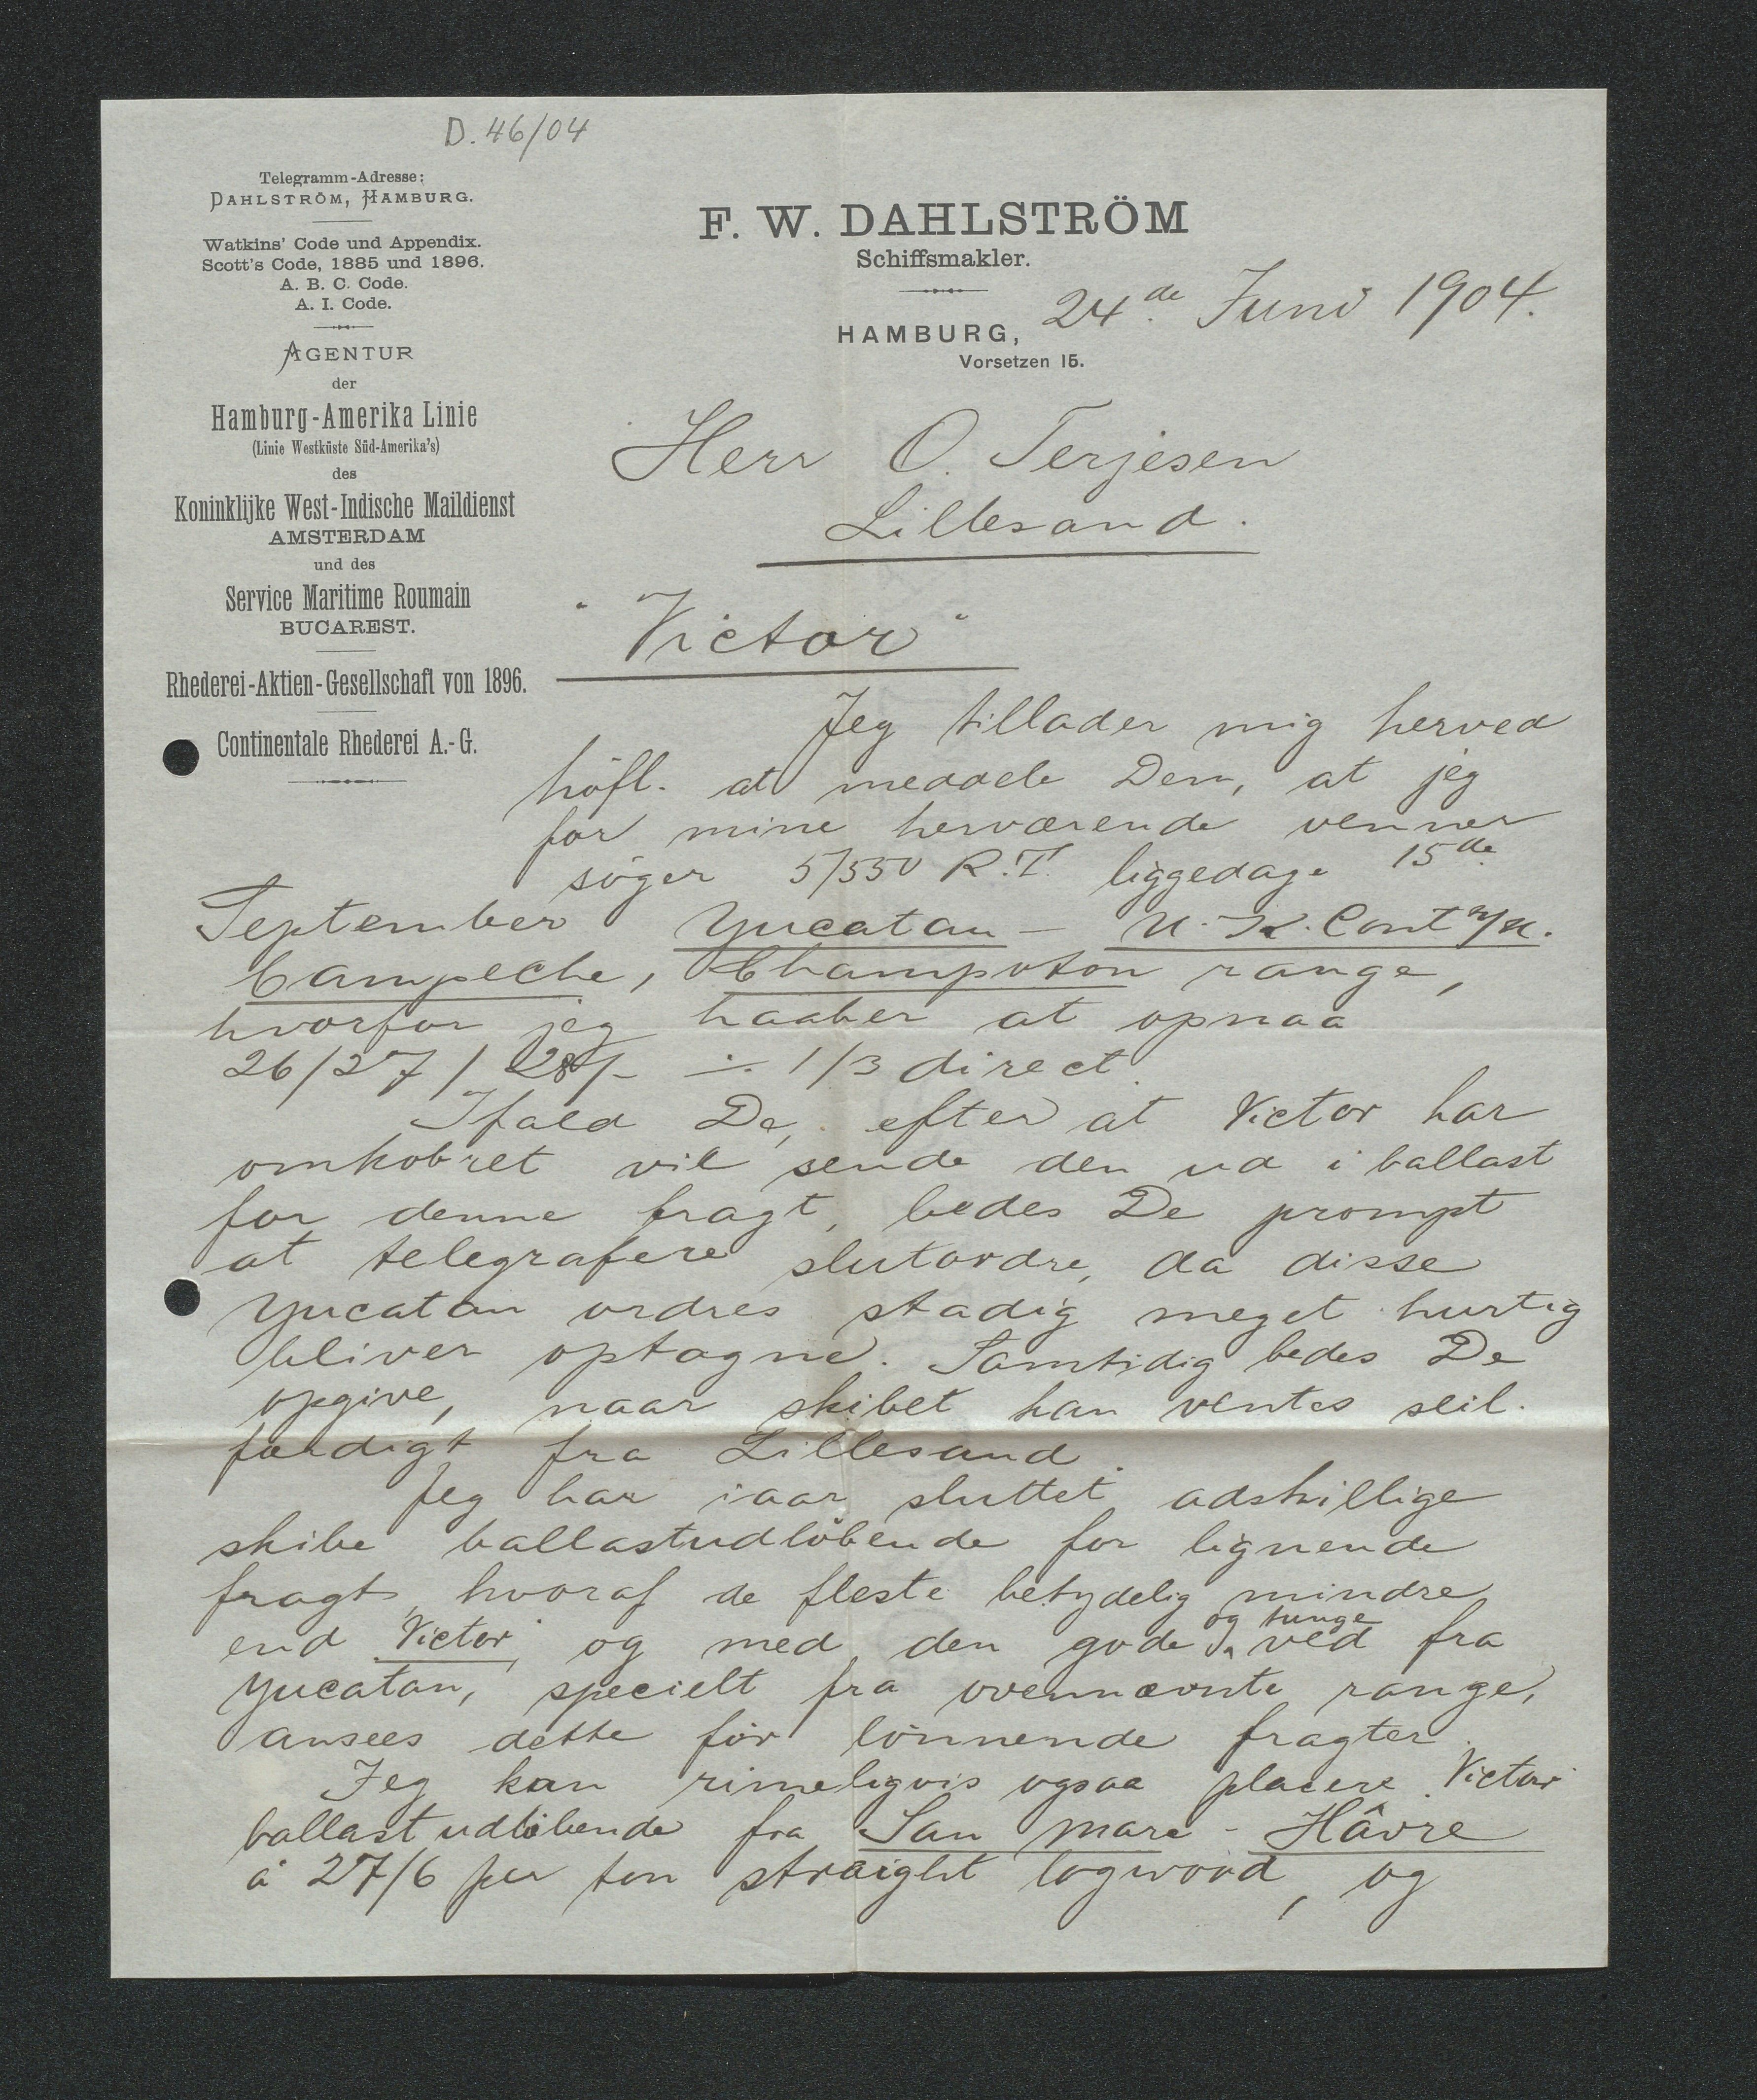 D. 46/04
Telegramm-Adresse:
DAHLSTRÖM, HAMBURG.
Watkins' Code und Appendix.
Scott's Code, 1885 und 1896.
A. B. C. Code.
A. I. Code.
AGENTUR
der
Hamburg-Amerika Linie
(Linie Westküste Süd-Amerika's)
des
Koninklijke West-Indische Maildienst
AMSTERDAM
und des
Service Maritime Roumain
BUCAREST.
Rhederei-Aktien-Gesellschaft von 1896.
Continentale Rhederei A.-G.
F. W. DAHLSTRÖM
Schiffsmakler.
HAMBURG, 24de Juni 1904.
Vorsetzen 15.
Herr O. Terjesen
Lillesand.
"Victor"
Jeg tillader mig herved
höfl. at meddele Dem, at jeg
for mine herværende venner
söger 5/550 R.T. liggedage 15de
September Yucatan - U.K. Cont
Campeche, Champoton range,
hvorfor jeg haaber at opnaa
26/27/28/- ÷ 1/3 direct.
Ifald De, efter at Victor har
omkobret vil sende den ud i ballast
for denne fragt, bedes De prompt
at telegrafere slutordre, da disse
Yucatan ordres stadig meget hurtig
bliver optagne. Samtidig bedes De
opgive, naar skibet kan ventes seil-
færdigt fra Lillesand.
Jeg har iaar sluttet adskillige
skibe ballastudlöbende for lignende
fragt, hvoraf de fleste betydelig mindre
end Victor, og med den gode og tunge ved fra
Yucatan, specielt fra ovennævnte range,
ansees dette för lönnende fragter.
Jeg kan rimeligvis ogsaa placere Victor
ballastudlöbende fra San Marc - Hâvre
á 27/6 per ton straight logwood, og